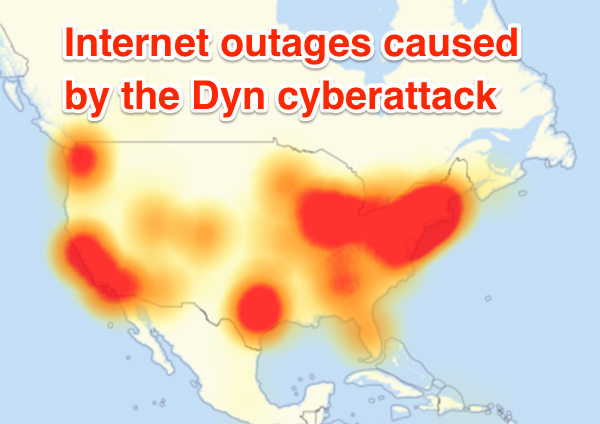 Internet outages caused
by the Dyn cyberattack